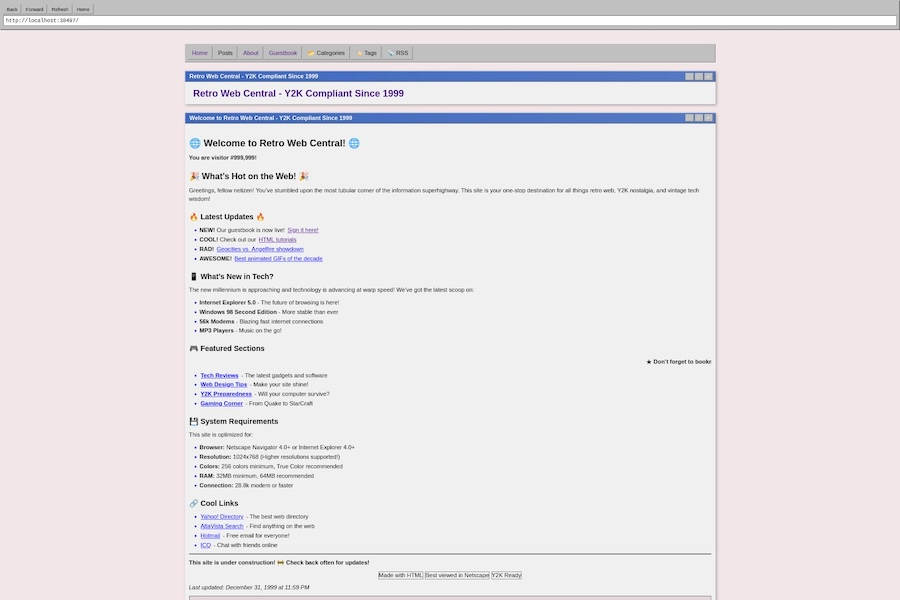 Back Forward Refresh Home
http://localhost:3849//
Home Posts About Guestbook 📂 Categories 🏷️ Tags 📡 RSS
Retro Web Central - Y2K Compliant Since 1999
Retro Web Central - Y2K Compliant Since 1999
Welcome to Retro Web Central - Y2K Compliant Since 1999
🌐 Welcome to Retro Web Central! 🌐
You are visitor #999,999!
🎉 What's Hot on the Web! 🎉
Greetings, fellow netizen! You've stumbled upon the most tubular corner of the information superhighway. This site is your one-stop destination for all things retro web, Y2K nostalgia, and vintage tech
wisdom!
🔥 Latest Updates 🔥
• NEW! Our guestbook is now live! Sign it here!
• COOL! Check out our HTML tutorials
• RAD! Geocities vs. Angelfire showdown
• AWESOME! Best animated GIFs of the decade
📱 What's New in Tech?
The new millennium is approaching and technology is advancing at warp speed! We've got the latest scoop on:
• Internet Explorer 5.0 - The future of browsing is here!
• Windows 98 Second Edition - More stable than ever
• 56k Modems - Blazing fast internet connections
• MP3 Players - Music on the go!
🎮 Featured Sections
★ Don't forget to bookr
• Tech Reviews - The latest gadgets and software
• Web Design Tips - Make your site shine!
• Y2K Preparedness - Will your computer survive?
• Gaming Corner - From Quake to StarCraft
💾 System Requirements
This site is optimized for:
• Browser: Netscape Navigator 4.0+ or Internet Explorer 4.0+
• Resolution: 1024x768 (Higher resolutions supported!)
• Colors: 256 colors minimum, True Color recommended
• RAM: 32MB minimum, 64MB recommended
• Connection: 28.8k modem or faster
🔗 Cool Links
• Yahoo! Directory - The best web directory
• AltaVista Search - Find anything on the web
• Hotmail - Free email for everyone!
• ICQ - Chat with friends online
This site is under construction! 🚧 Check back often for updates!
Made with HTML Best viewed in Netscape Y2K Ready
Last updated: December 31, 1999 at 11:59 PM